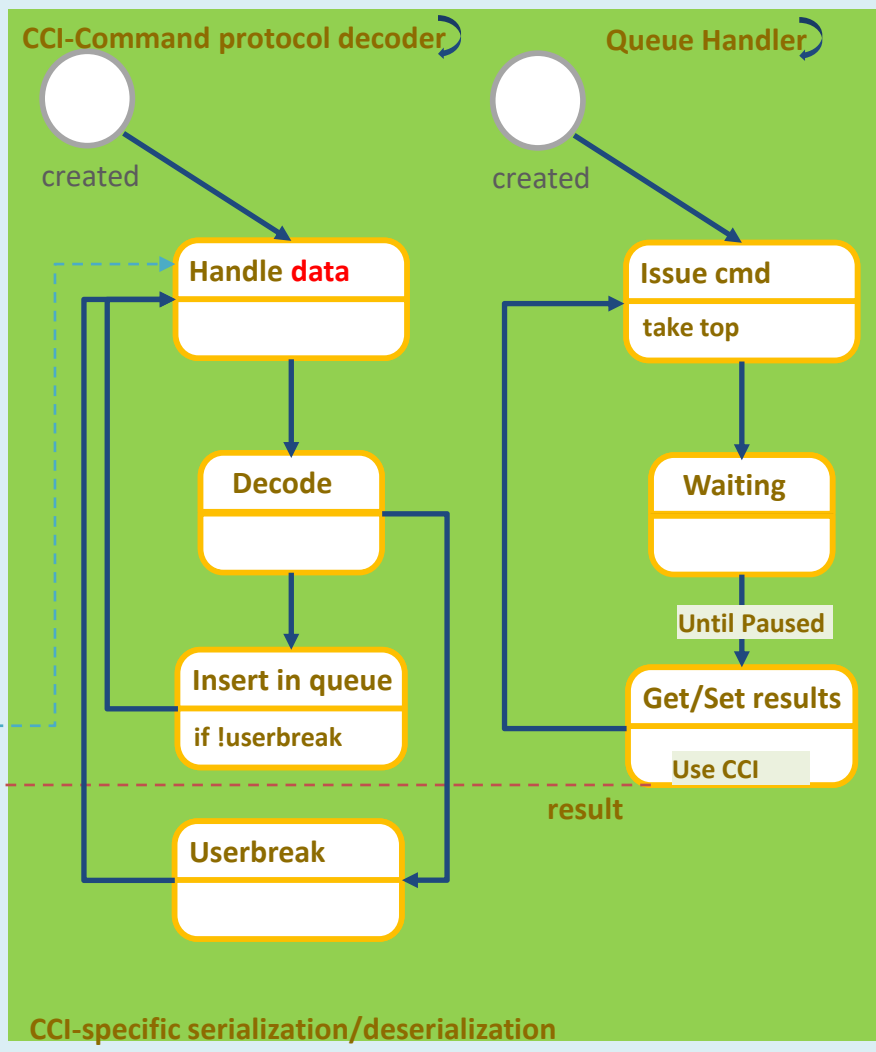 CCI-Command protocol decoder
Queue Handler
created
created
Handle data
Issue cmd
take top
Decode
Waiting
Until Paused
Insert in queue
if !userbreak
Get/Set results
Use CCI
result
Userbreak
CCI-specific serialization/deserialization